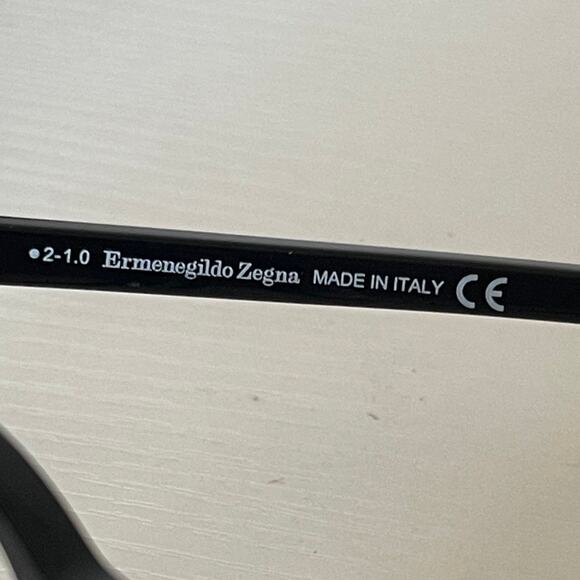 •2-1.0 Ermenegildo Zegna MADE IN ITALY CE